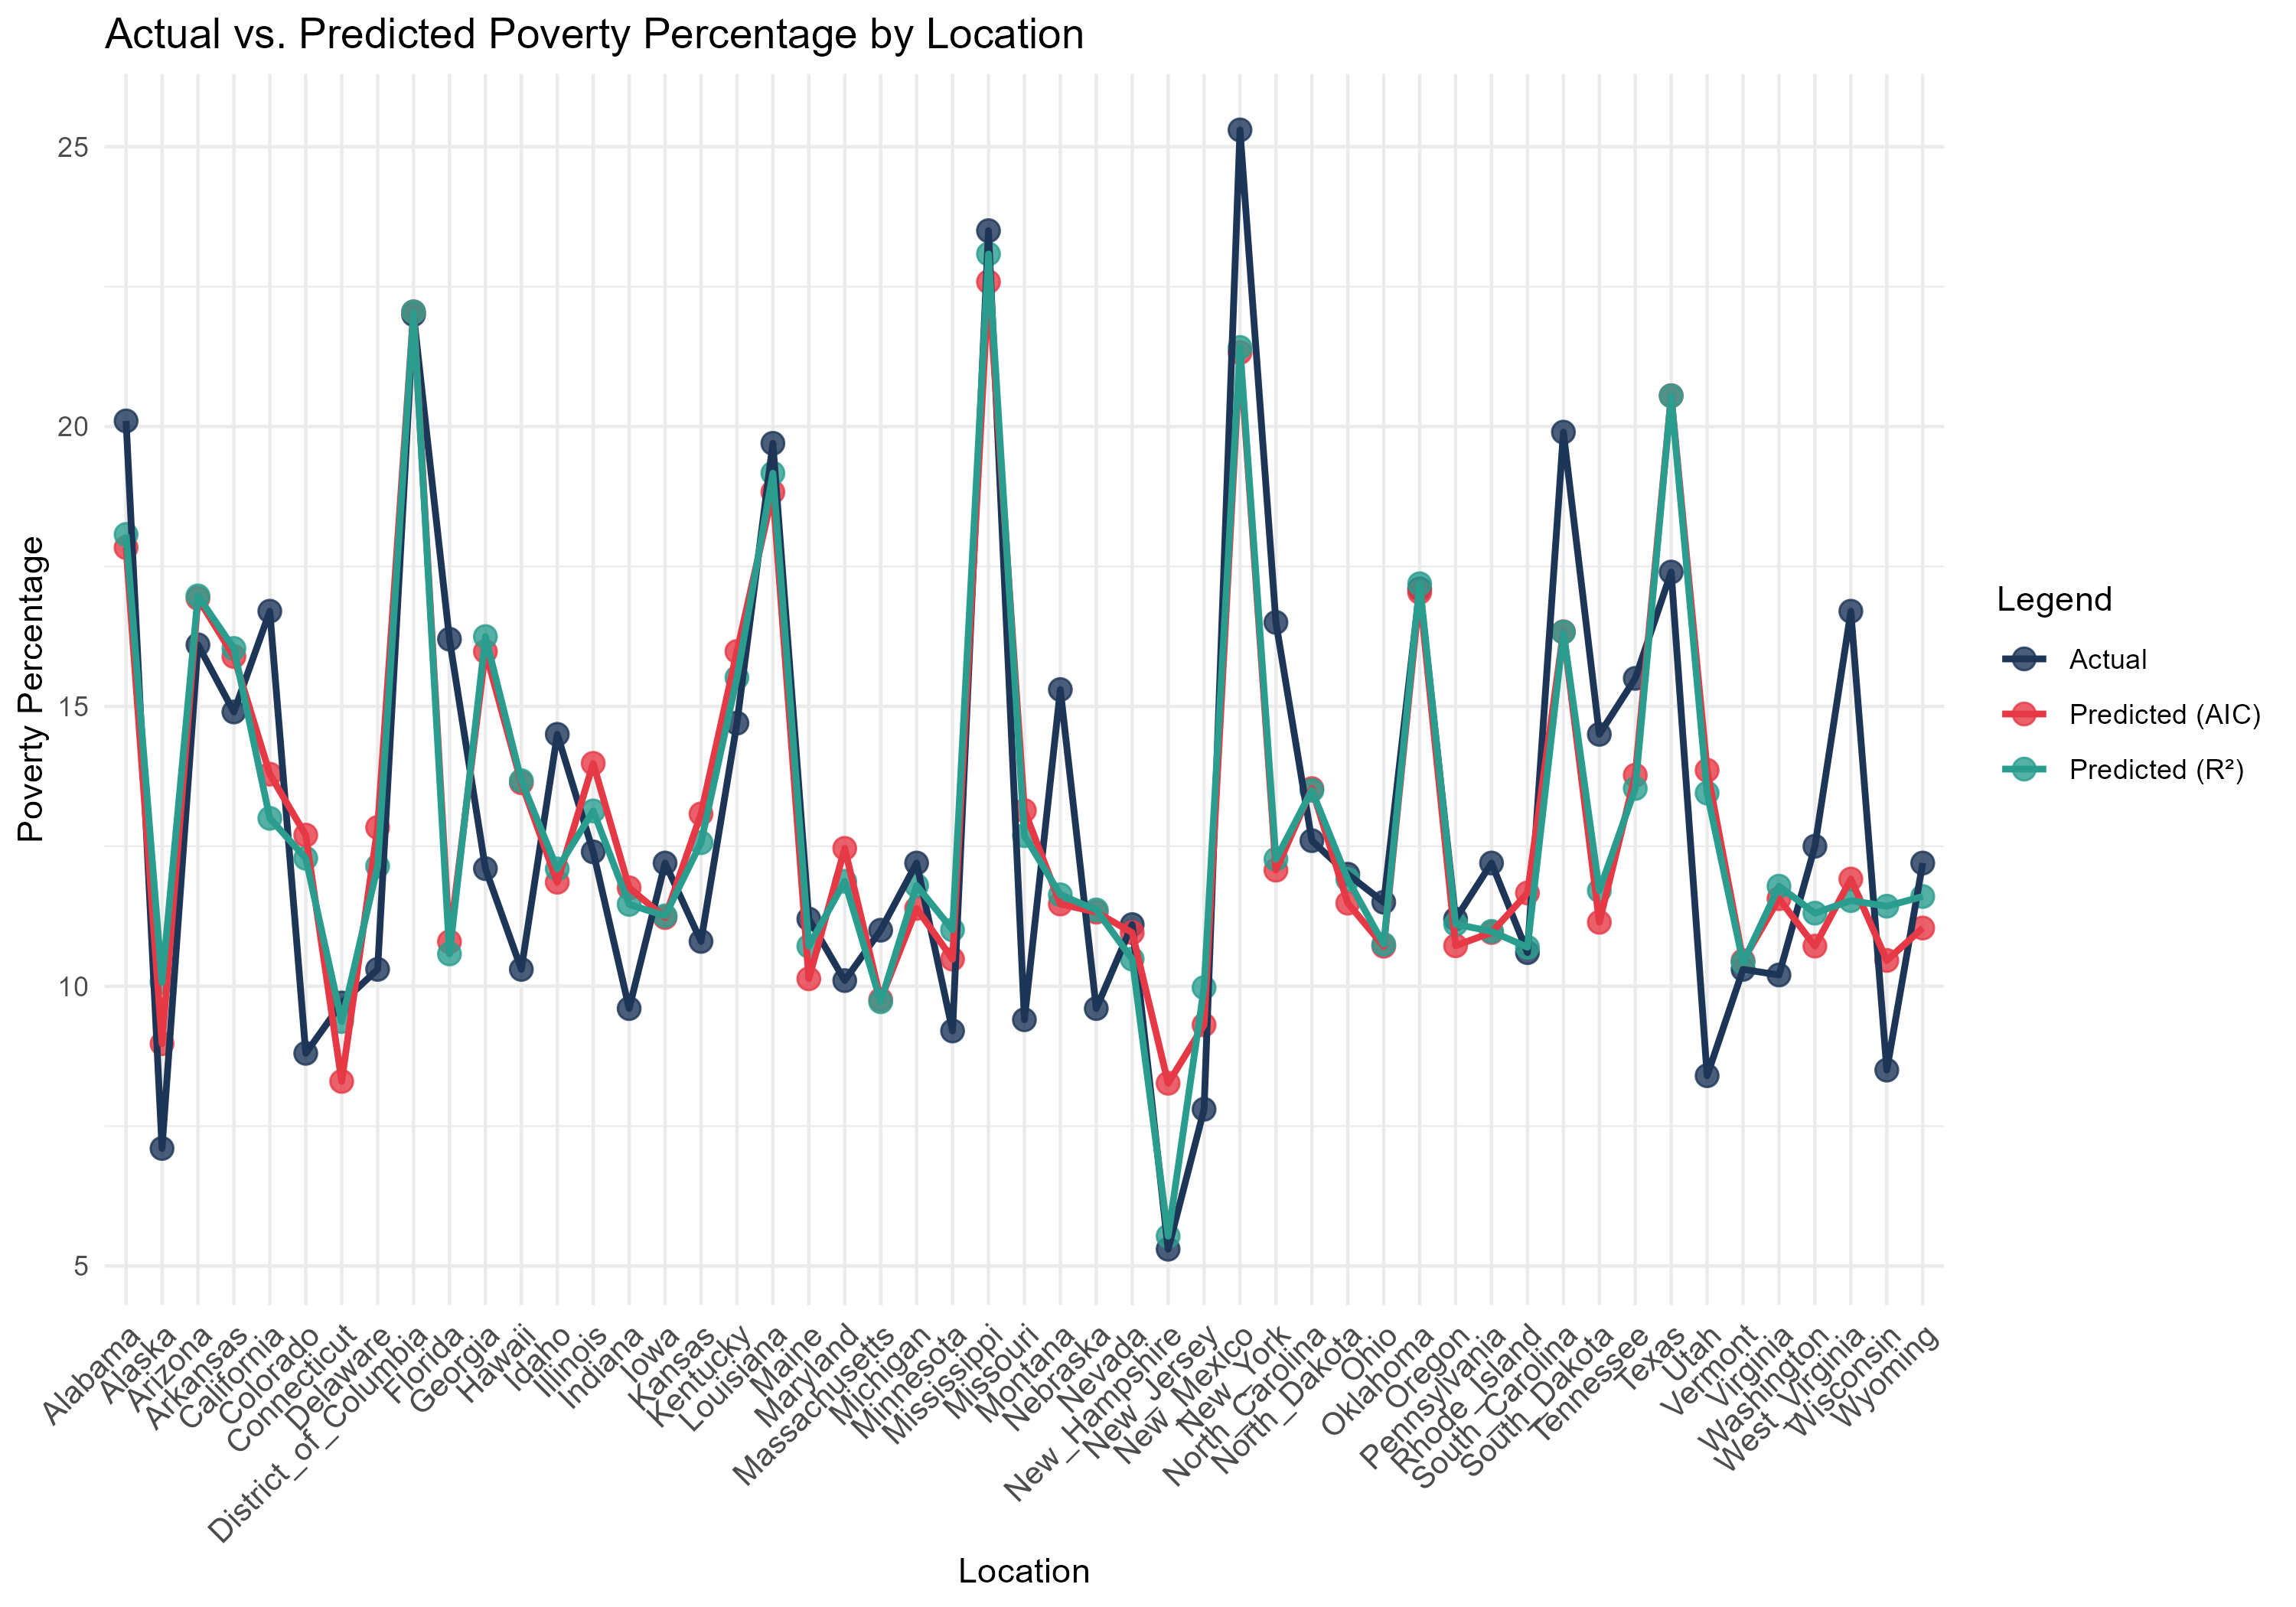 Actual vs. Predicted Poverty Percentage by Location
Poverty Percentage
25
20
15
10
5
Alabama
Alaska
Arizona
Arkansas
California
Colorado
Connecticut
Delaware
District_of_Columbia
Florida
Georgia
Hawaii
Idaho
Illinois
Indiana
Iowa
Kansas
Kentucky
Louisiana
Maine
Maryland
Massachusetts
Michigan
Minnesota
Mississippi
Missouri
Montana
Nebraska
Nevada
New_Hampshire
New_Jersey
New_Mexico
New_York
North_Carolina
North_Dakota
Ohio
Oklahoma
Oregon
Pennsylvania
Rhode_Island
South_Carolina
South_Dakota
Tennessee
Texas
Utah
Vermont
Virginia
Washington
West_Virginia
Wisconsin
Wyoming
Location
Legend
Actual
Predicted (AIC)
Predicted (R²)